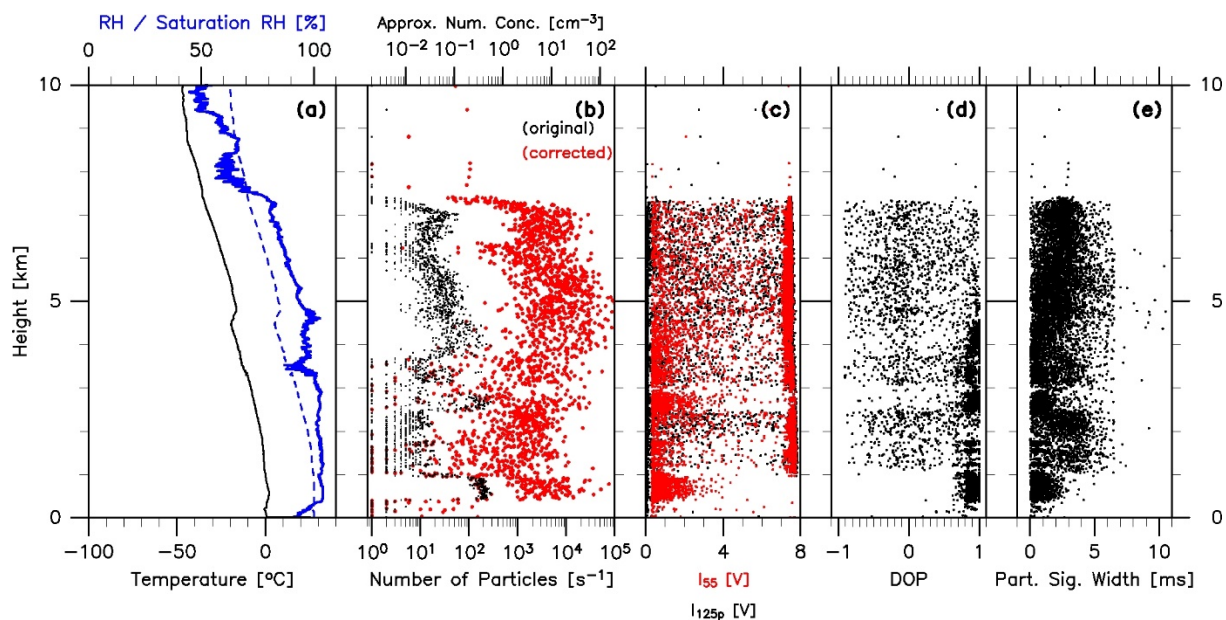 RH / Saturation RH [%]
Approx. Num. Conc. [cm⁻³]
0 50 100
10⁻² 10⁻¹ 10⁰ 10¹ 10²
10 (a) (b) (c) (d) (e) 10
(original)
(corrected)
Height [km]
5 5
0 0
−100 −50 0
10⁰ 10¹ 10² 10³ 10⁴ 10⁵
0 4 8
−1 0 1
0 5 10
Temperature [°C]
Number of Particles [s⁻¹]
I₅₅ [V]
DOP
Part. Sig. Width [ms]
I₁₂₅ₚ [V]